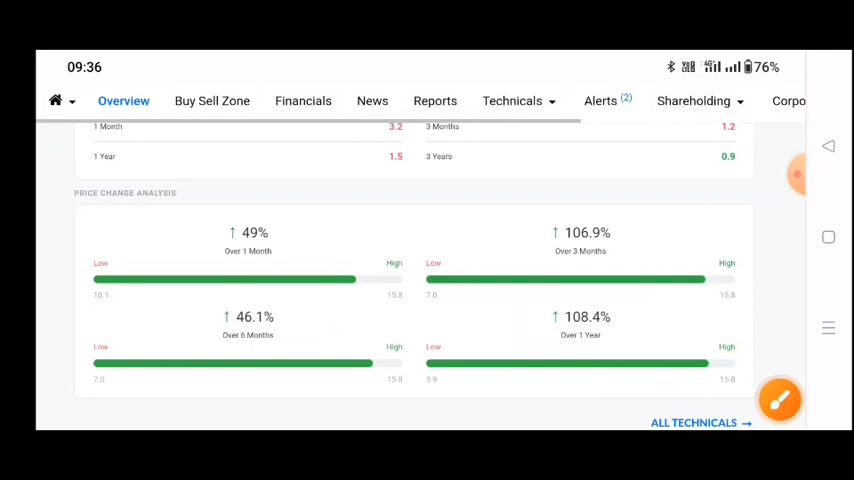 09:36
4G
76%
Overview
Buy Sell Zone
Financials
News
Reports
Technicals
Alerts (2)
Shareholding
Corpo
1 Month 3.2 3 Months 1.2
1 Year 1.5 3 Years 0.9
PRICE CHANGE ANALYSIS
↑ 49% ↑ 106.9%
Over 1 Month Over 3 Months
Low High Low High
10.1 15.8 7.0 15.8
↑ 46.1% ↑ 108.4%
Over 6 Months Over 1 Year
Low High Low High
7.0 15.8 5.9 15.8
ALL TECHNICALS →